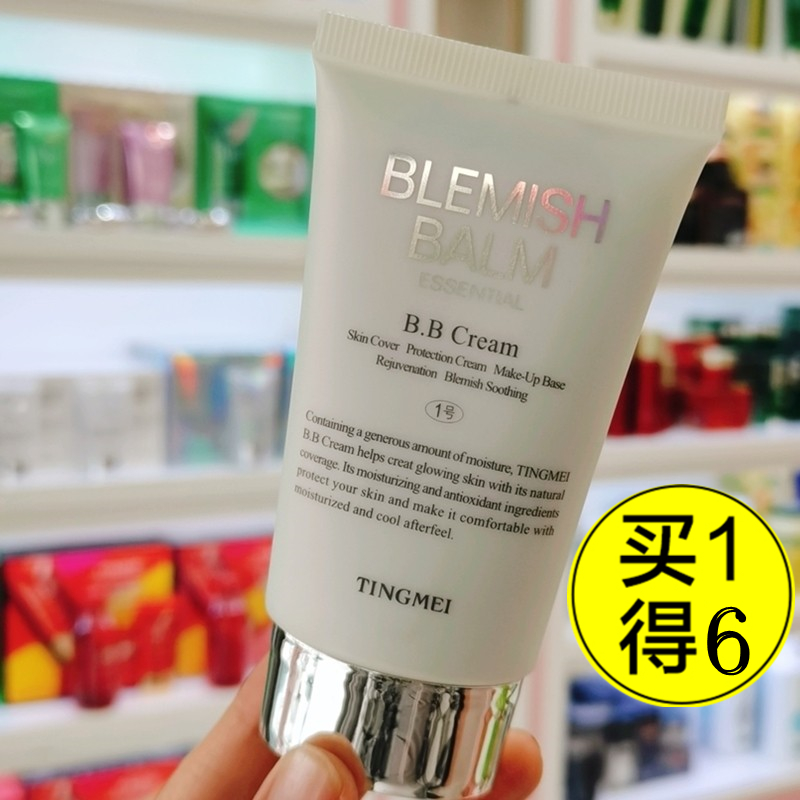 BLEMISH
BALM
ESSENTIAL
B.B Cream
Skin Cover Protection Cream Make-Up Base
Rejuvenation Blemish Soothing
1号
Containing a generous amount of moisture, TINGMEI
B.B Cream helps creat glowing skin with its natural
coverage. Its moisturizing and antioxidant ingredients
protect your skin and make it comfortable with
moisturized and cool afterfeel.
TINGMEI
买1
得6